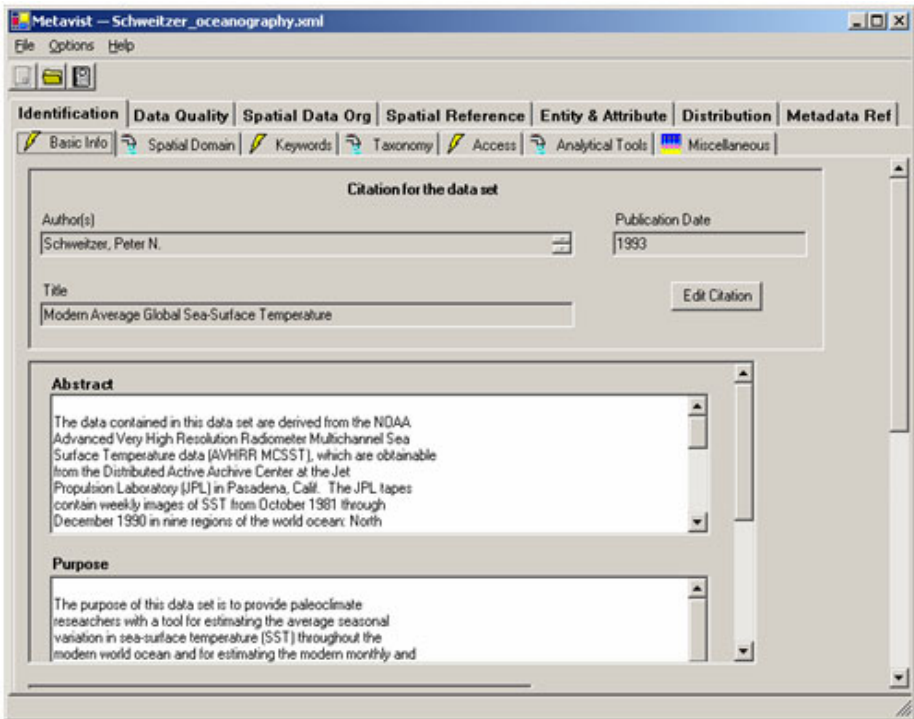 Metavist — Schweitzer_oceanography.xml
File Options Help
Identification Data Quality Spatial Data Org Spatial Reference Entity & Attribute Distribution Metadata Ref
Basic Info Spatial Domain Keywords Taxonomy Access Analytical Tools Miscellaneous
Citation for the data set
Author(s) Publication Date
Schweitzer, Peter N. 1993
Title
Edit Citation
Modern Average Global Sea-Surface Temperature
Abstract
The data contained in this data set are derived from the NOAA
Advanced Very High Resolution Radiometer Multichannel Sea
Surface Temperature data (AVHRR MCSST), which are obtainable
from the Distributed Active Archive Center at the Jet
Propulsion Laboratory (JPL) in Pasadena, Calif. The JPL tapes
contain weekly images of SST from October 1981 through
December 1990 in nine regions of the world ocean: North
Purpose
The purpose of this data set is to provide paleoclimate
researchers with a tool for estimating the average seasonal
variation in sea-surface temperature (SST) throughout the
modern world ocean and for estimating the modern monthly and